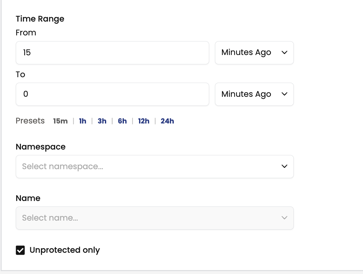 Time Range
From
15 Minutes Ago
To
0 Minutes Ago
Presets 15m | 1h | 3h | 6h | 12h | 24h
Namespace
Select namespace...
Name
Select name...
Unprotected only